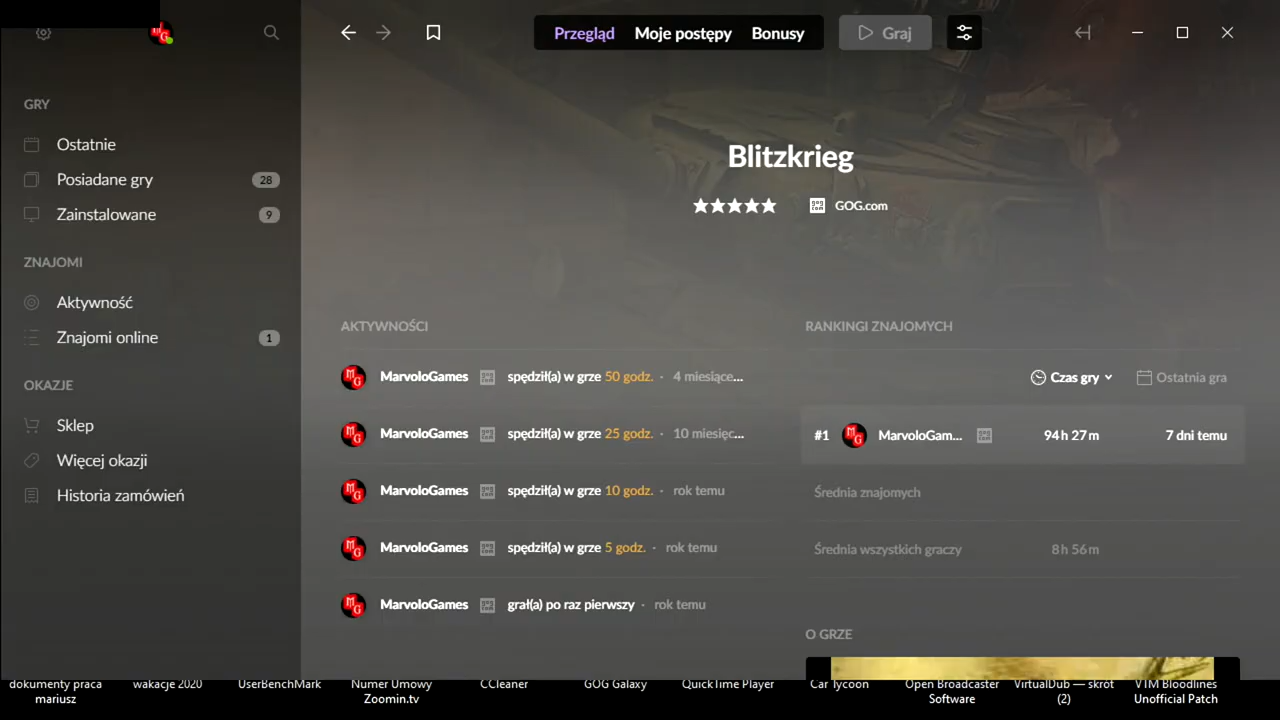 Przegląd Moje postępy Bonusy Graj
GRY
Ostatnie
Posiadane gry 28
Zainstalowane 9
ZNAJOMI
Aktywność
Znajomi online 1
OKAZJE
Sklep
Więcej okazji
Historia zamówień
Blitzkrieg
GOG.com
AKTYWNOŚCI
MarvoloGames spędził(a) w grze 50 godz. · 4 miesiące...
MarvoloGames spędził(a) w grze 25 godz. · 10 miesięc...
MarvoloGames spędził(a) w grze 10 godz. · rok temu
MarvoloGames spędził(a) w grze 5 godz. · rok temu
MarvoloGames grał(a) po raz pierwszy · rok temu
RANKINGI ZNAJOMYCH
Czas gry Ostatnia gra
#1 MarvoloGam... 94 h 27 m 7 dni temu
Średnia znajomych
Średnia wszystkich graczy 8 h 56 m
O GRZE
dokumenty praca mariusz
wakacje 2020
UserBenchMark
Numer Umowy Zoomin.tv
CCleaner
GOG Galaxy
QuickTime Player
Car Tycoon
Open Broadcaster Software
VirtualDub — skrót (2)
VTM Bloodlines Unofficial Patch